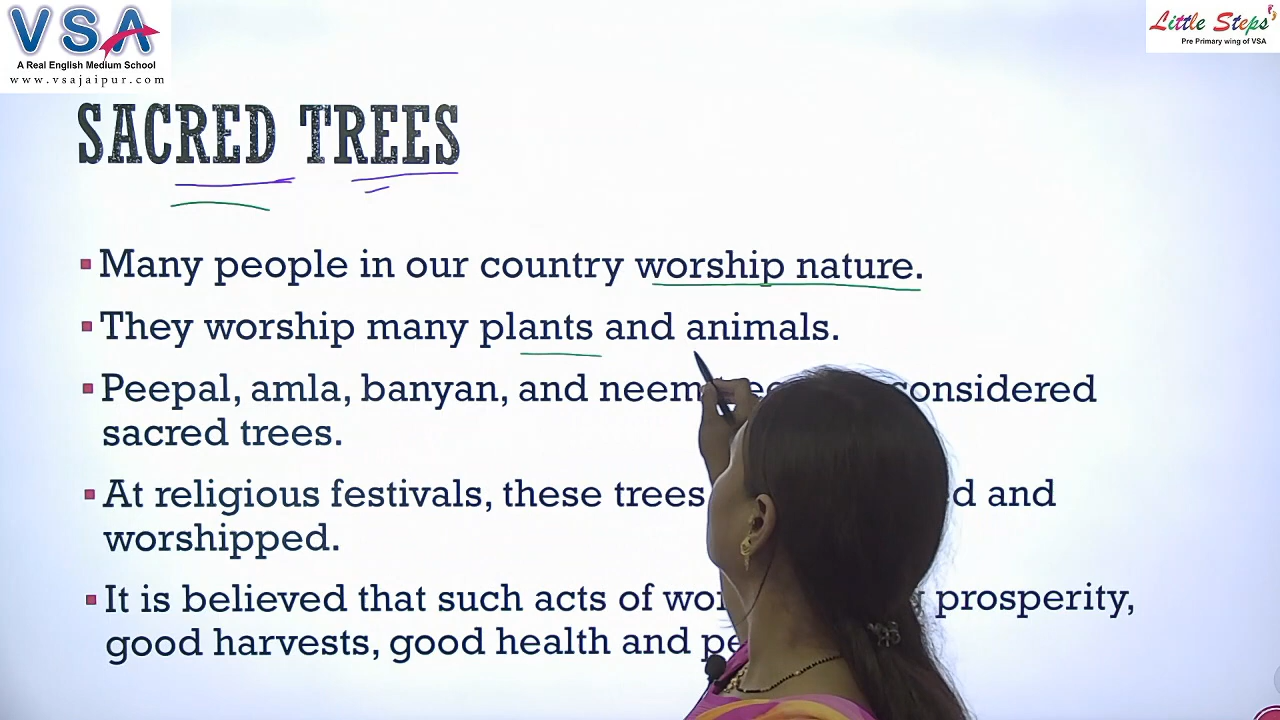 VSA
A Real English Medium School
www.vsajaipur.com
Little Steps
Pre Primary wing of VSA
SACRED TREES
Many people in our country worship nature.
They worship many plants and animals.
Peepal, amla, banyan, and neem considered
sacred trees.
At religious festivals, these trees and
worshipped.
It is believed that such acts of prosperity,
good harvests, good health and